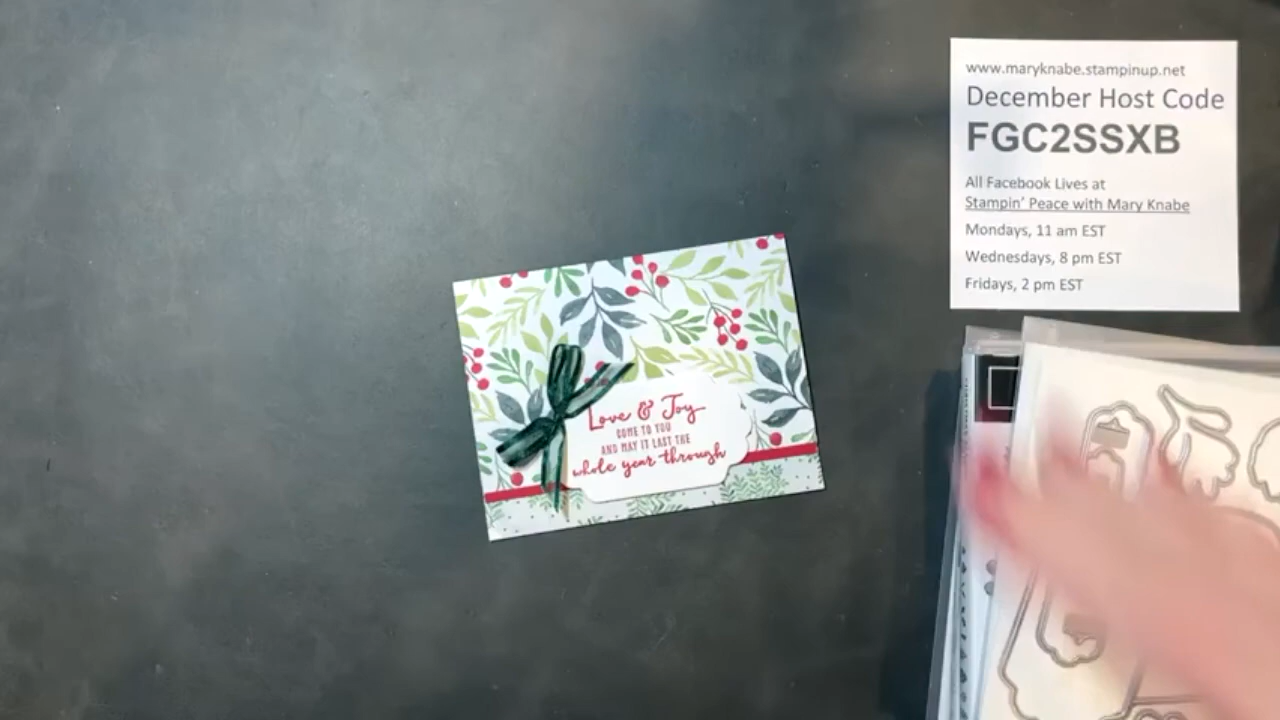 www.maryknabe.stampinup.net
December Host Code
FGC2SSXB
All Facebook Lives at
Stampin' Peace with Mary Knabe
Mondays, 11 am EST
Wednesdays, 8 pm EST
Fridays, 2 pm EST
Love & Joy
COME TO YOU
AND MAY IT LAST THE
whole year through